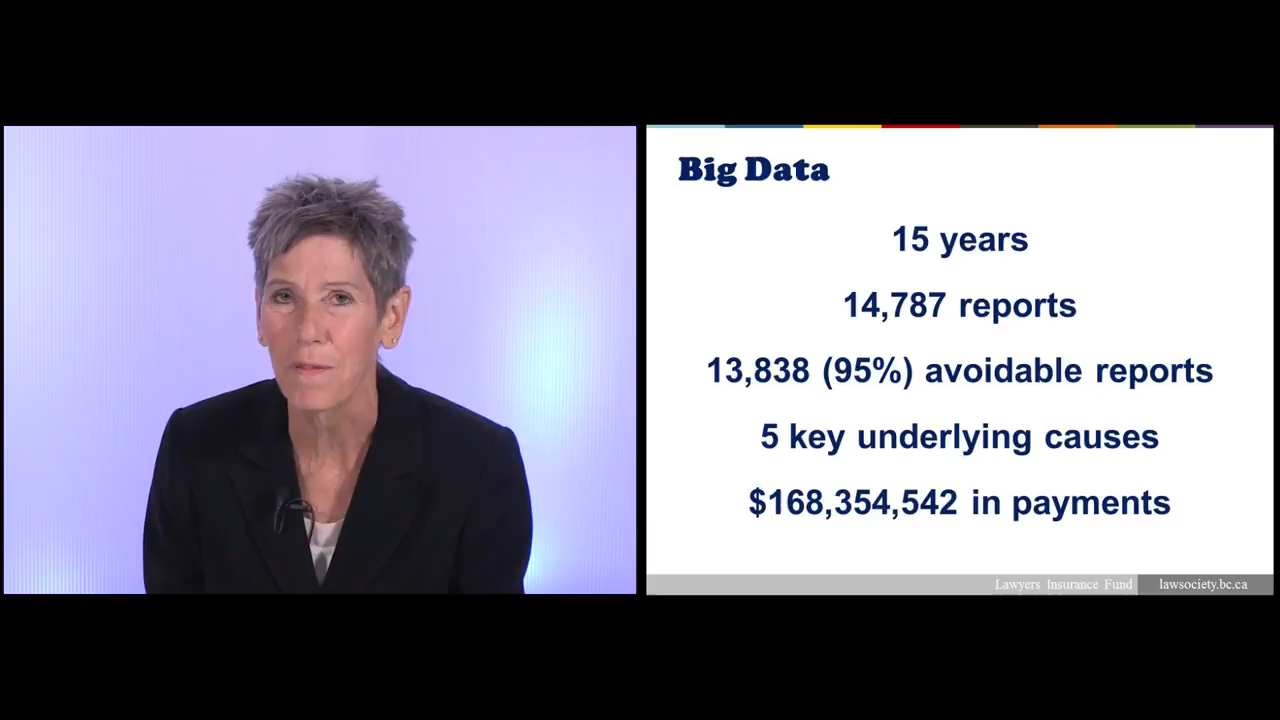 Big Data
15 years
14,787 reports
13,838 (95%) avoidable reports
5 key underlying causes
$168,354,542 in payments
Lawyers Insurance Fund lawsociety.bc.ca